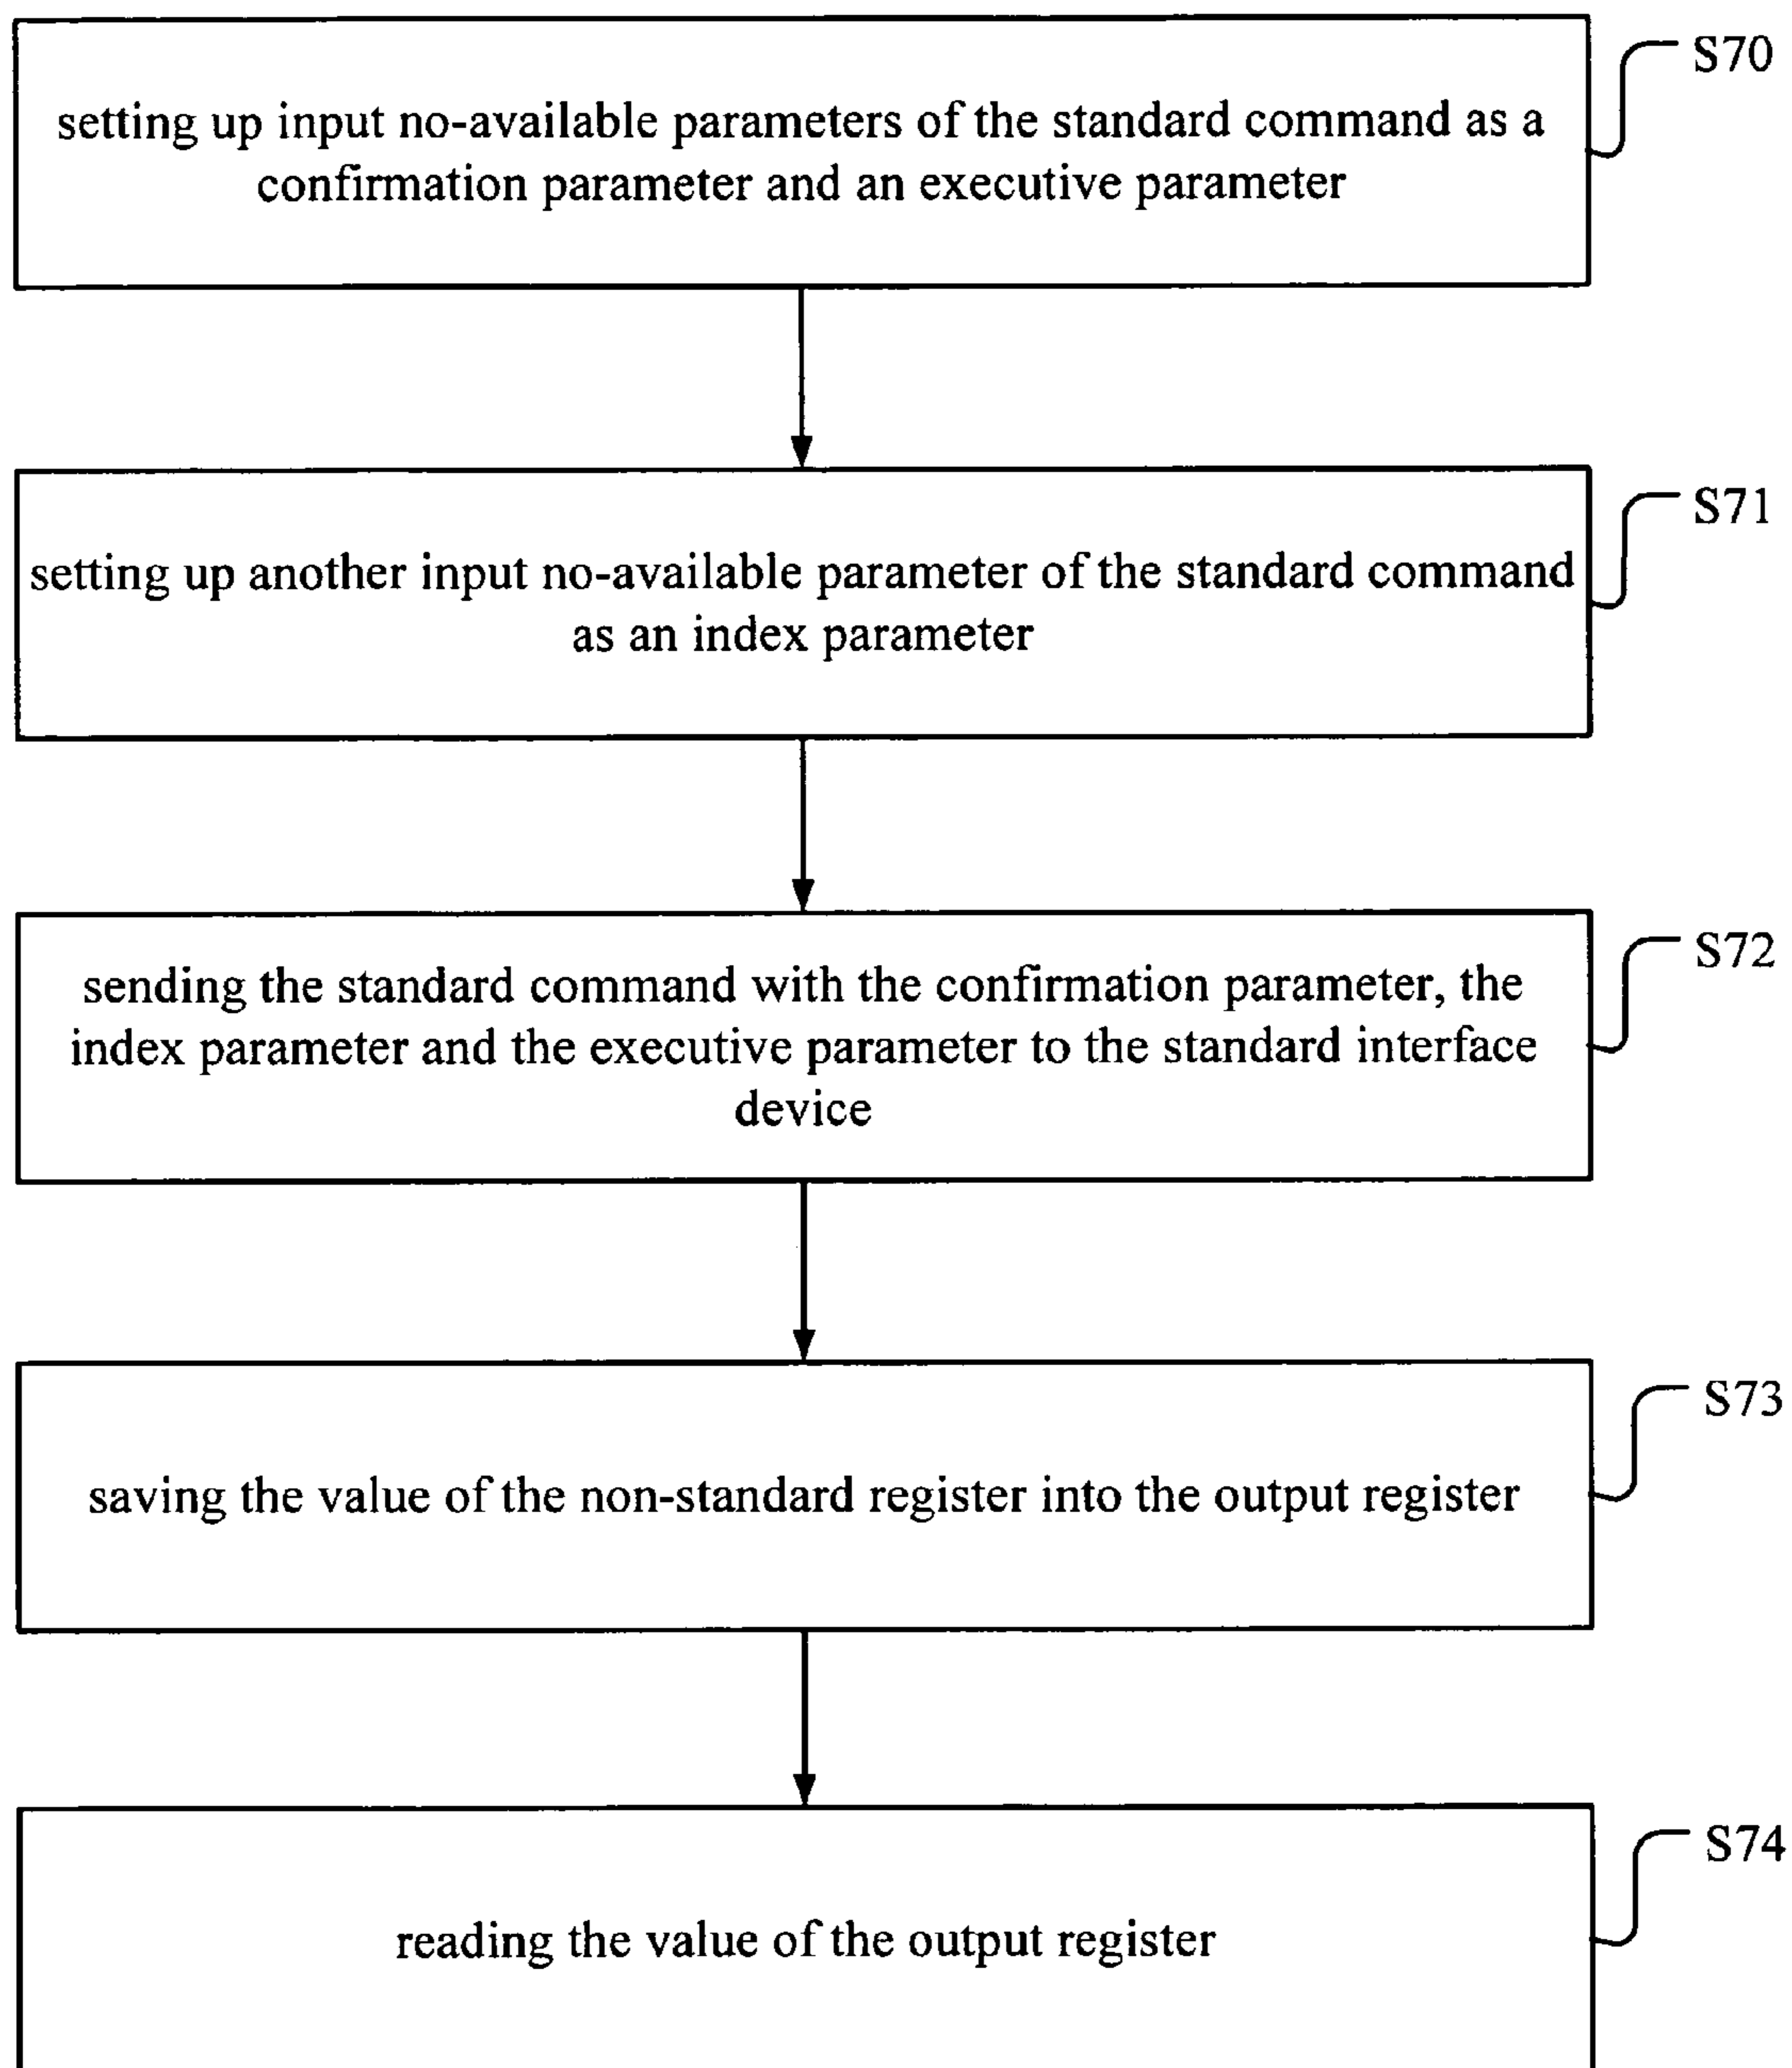 S70
setting up input no-available parameters of the standard command as a
confirmation parameter and an executive parameter
S71
setting up another input no-available parameter of the standard command
as an index parameter
S72
sending the standard command with the confirmation parameter, the
index parameter and the executive parameter to the standard interface
device
S73
saving the value of the non-standard register into the output register
S74
reading the value of the output register